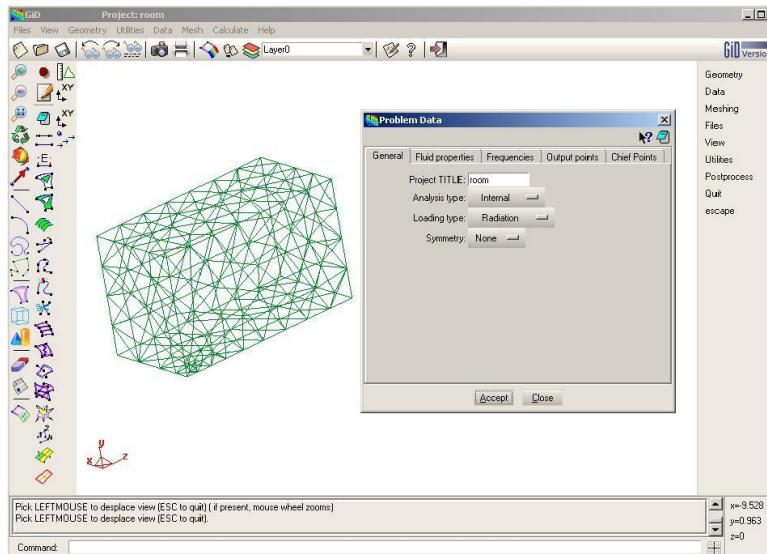 GiD Project: room
Files View Geometry Utilities Data Mesh Calculate Help
Layer0
GiD Versio
Geometry
Data
Meshing
Files
View
Utilities
Postprocess
Quit
escape
Problem Data
General Fluid properties Frequencies Output points Chief Points
Project TITLE: room
Analysis type: Internal
Loading type: Radiation
Symmetry: None
Accept Close
XY
XY
E
y
x z
Pick LEFTMOUSE to desplace view (ESC to quit) ( if present, mouse wheel zooms)
Pick LEFTMOUSE to desplace view (ESC to quit).
x=-9.528
y=0.963
z=0
Command: